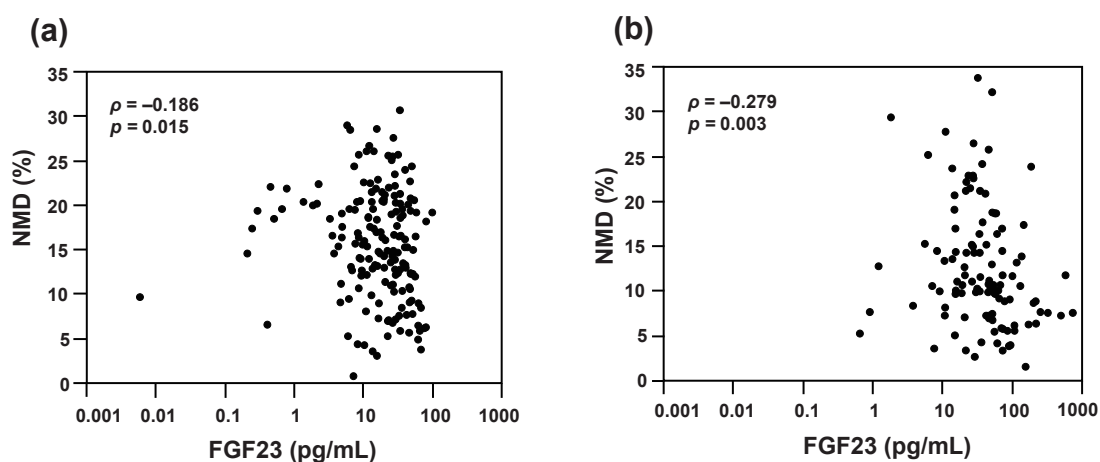 (a)
ρ = –0.186
p = 0.015
35
30
25
20
15
10
5
0
NMD (%)
0.001 0.01 0.1 1 10 100 1000
FGF23 (pg/mL)
(b)
ρ = –0.279
p = 0.003
35
30
25
20
15
10
5
0
NMD (%)
0.001 0.01 0.1 1 10 100 1000
FGF23 (pg/mL)